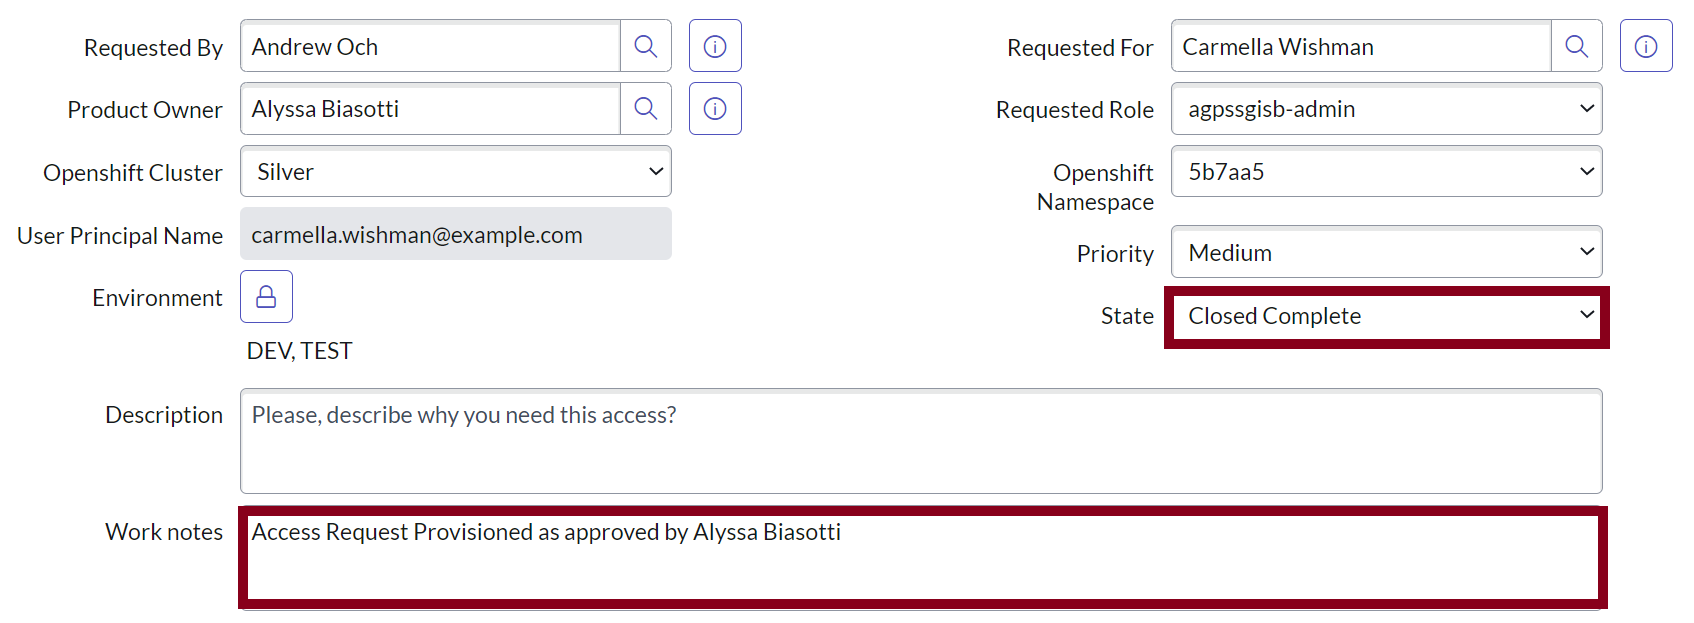 Requested By Andrew Och
Requested For Carmella Wishman
Product Owner Alyssa Biasotti
Requested Role agpssgisb-admin
Openshift Cluster Silver
Openshift Namespace 5b7aa5
User Principal Name carmella.wishman@example.com
Priority Medium
Environment
DEV, TEST
State Closed Complete
Description Please, describe why you need this access?
Work notes Access Request Provisioned as approved by Alyssa Biasotti